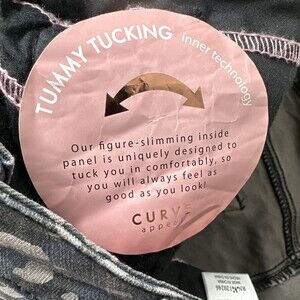 TUMMY TUCKING
inner technology
Our figure-slimming inside
panel is uniquely designed to
tuck you in comfortably, so
you will always feel as
good as you look!
CURVE
appeal